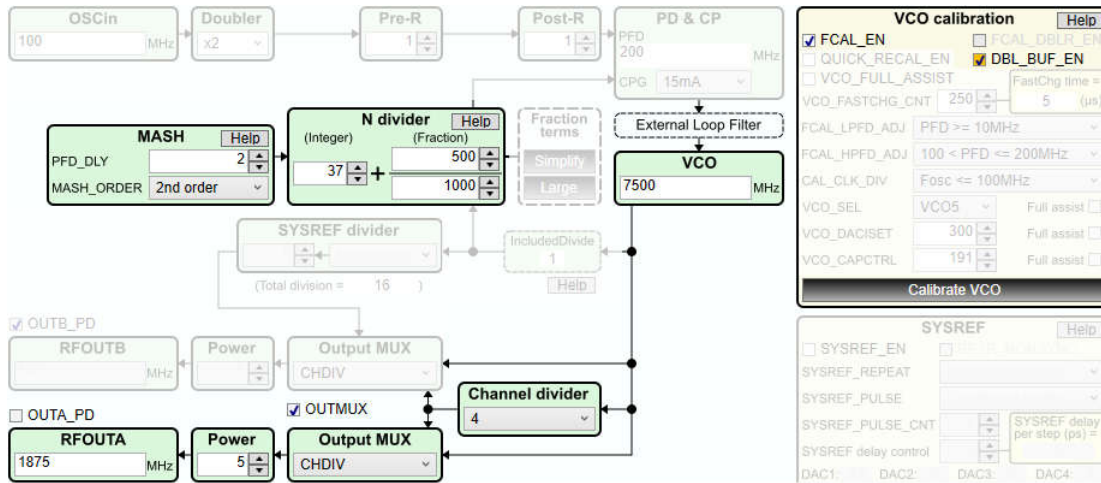 OSCin
100
MHz
Doubler
x2
Pre-R
1
Post-R
1
PD & CP
PFD
200
MHz
CPG 15mA
MASH Help
PFD_DLY 2
MASH_ORDER 2nd order
N divider Help
(Integer) (Fraction)
37 + 500
1000
Fraction
terms
Simplify
Large
External Loop Filter
VCO
7500
MHz
SYSREF divider
(Total division = 16 )
IncludedDivide
1
Help
OUTB_PD
RFOUTB
MHz
Power
Output MUX
CHDIV
OUTMUX
Channel divider
4
OUTA_PD
RFOUTA
1875
MHz
Power
5
Output MUX
CHDIV
VCO calibration Help
FCAL_EN FCAL_DBLR_EN
QUICK_RECAL_EN DBL_BUF_EN
VCO_FULL_ASSIST FastChg time =
VCO_FASTCHG_CNT 250 5 (µs)
FCAL_LPFD_ADJ PFD >= 10MHz
FCAL_HPFD_ADJ 100 < PFD <= 200MHz
CAL_CLK_DIV Fosc <= 100MHz
VCO_SEL VCO5 Full assist
VCO_DACISET 300 Full assist
VCO_CAPCTRL 191 Full assist
Calibrate VCO
SYSREF Help
SYSREF_EN
SYSREF_REPEAT
SYSREF_PULSE
SYSREF_PULSE_CNT SYSREF delay
per step (ps) =
SYSREF delay control
DAC1: DAC2: DAC3: DAC4: